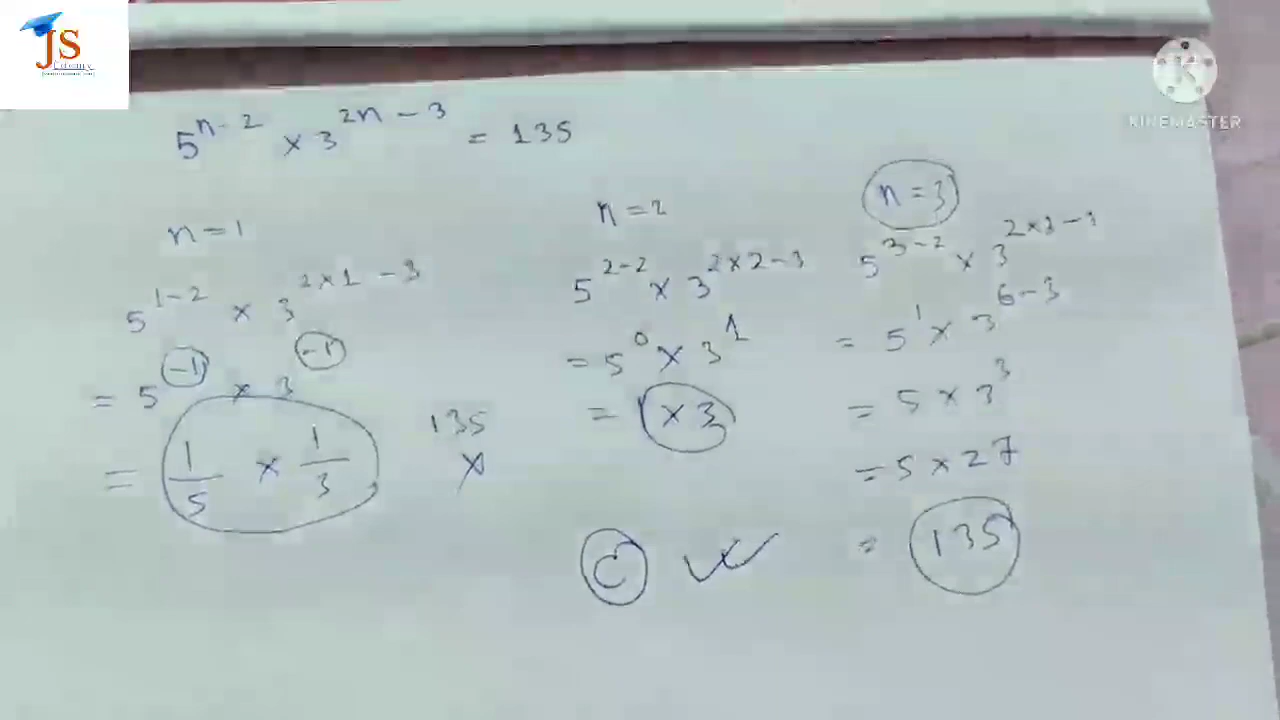 JS
KINEMASTER
5^{n-2} × 3^{2n-3} = 135
n = 1
5^{1-2} × 3^{2×1-3}
= 5^{-1} × 3^{-1}
= 1/5 × 1/3
135
×
n = 2
5^{2-2} × 3^{2×2-3}
= 5^0 × 3^1
= 1 × 3
C
n = 3
5^{3-2} × 3^{2×3-3}
= 5^1 × 3^{6-3}
= 5 × 3^3
= 5 × 27
= 135